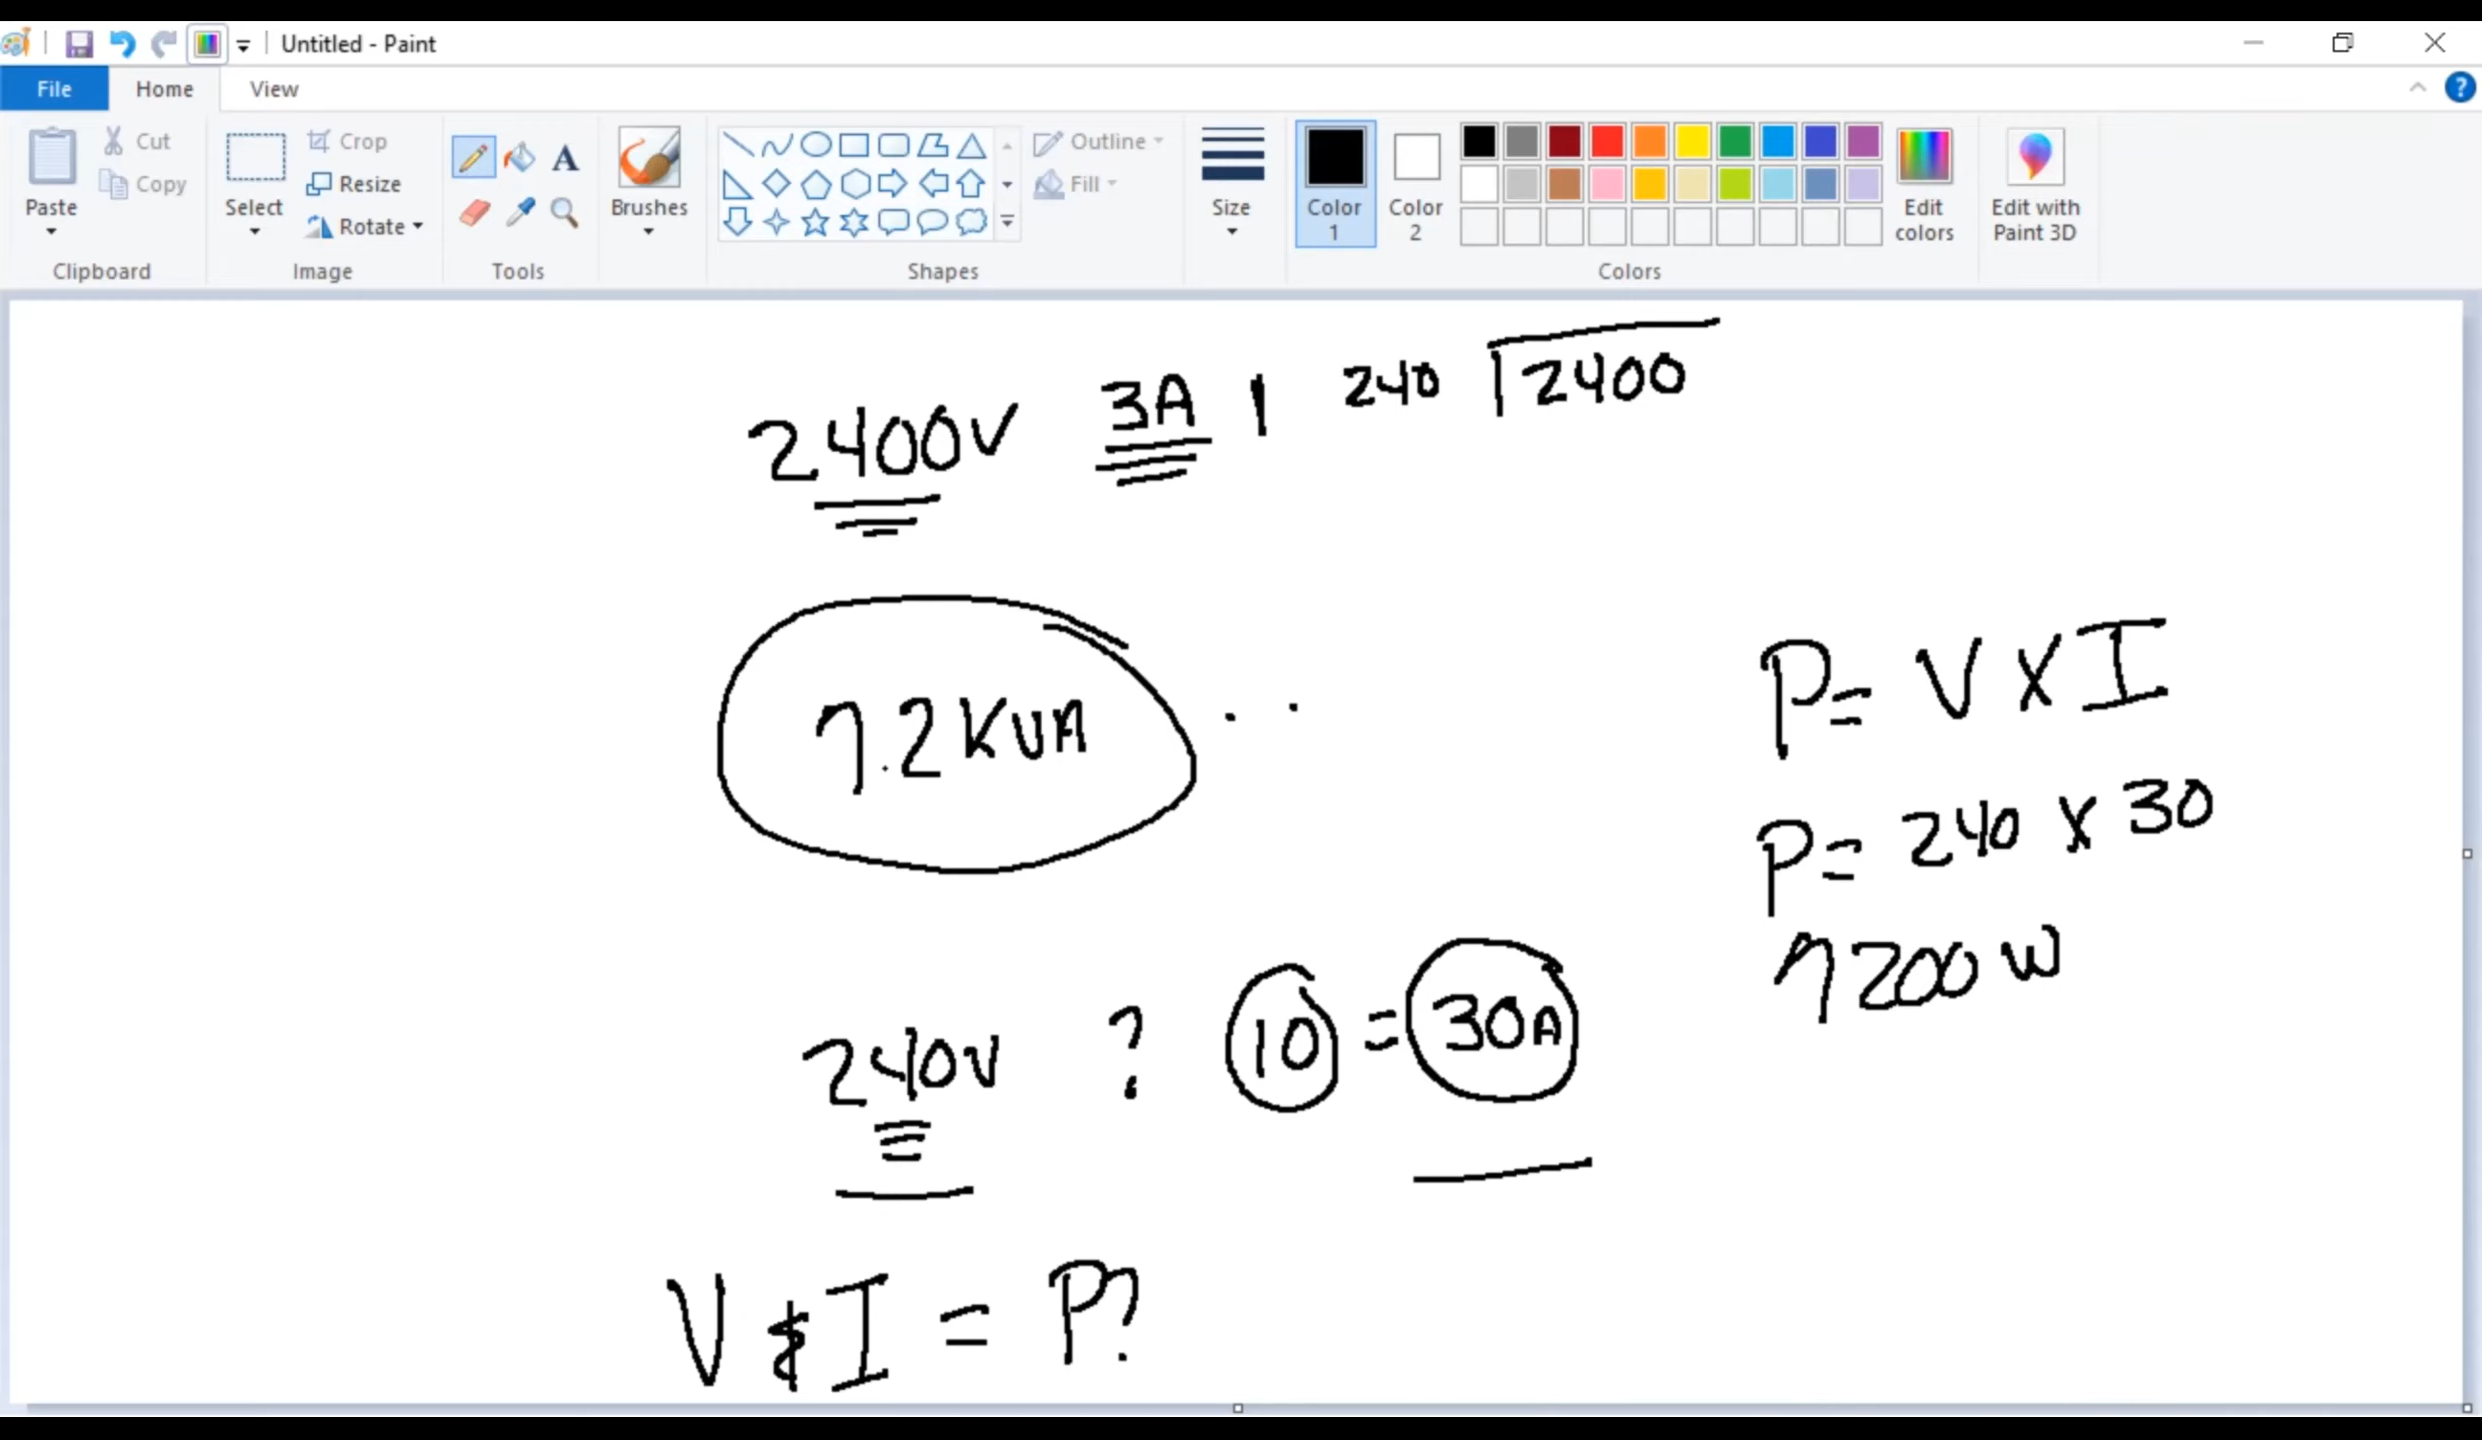 Untitled - Paint
File Home View
Paste Cut Copy Clipboard
Select Crop Resize Rotate Image
Tools
Brushes
Shapes
Outline Fill
Size
Color 1
Color 2
Edit colors
Colors
Edit with Paint 3D
2400V 3A 240 2400
7.2 KVA
P = V X I
P = 240 X 30
7200 W
240V ? 10 = 30A
V & I = P?